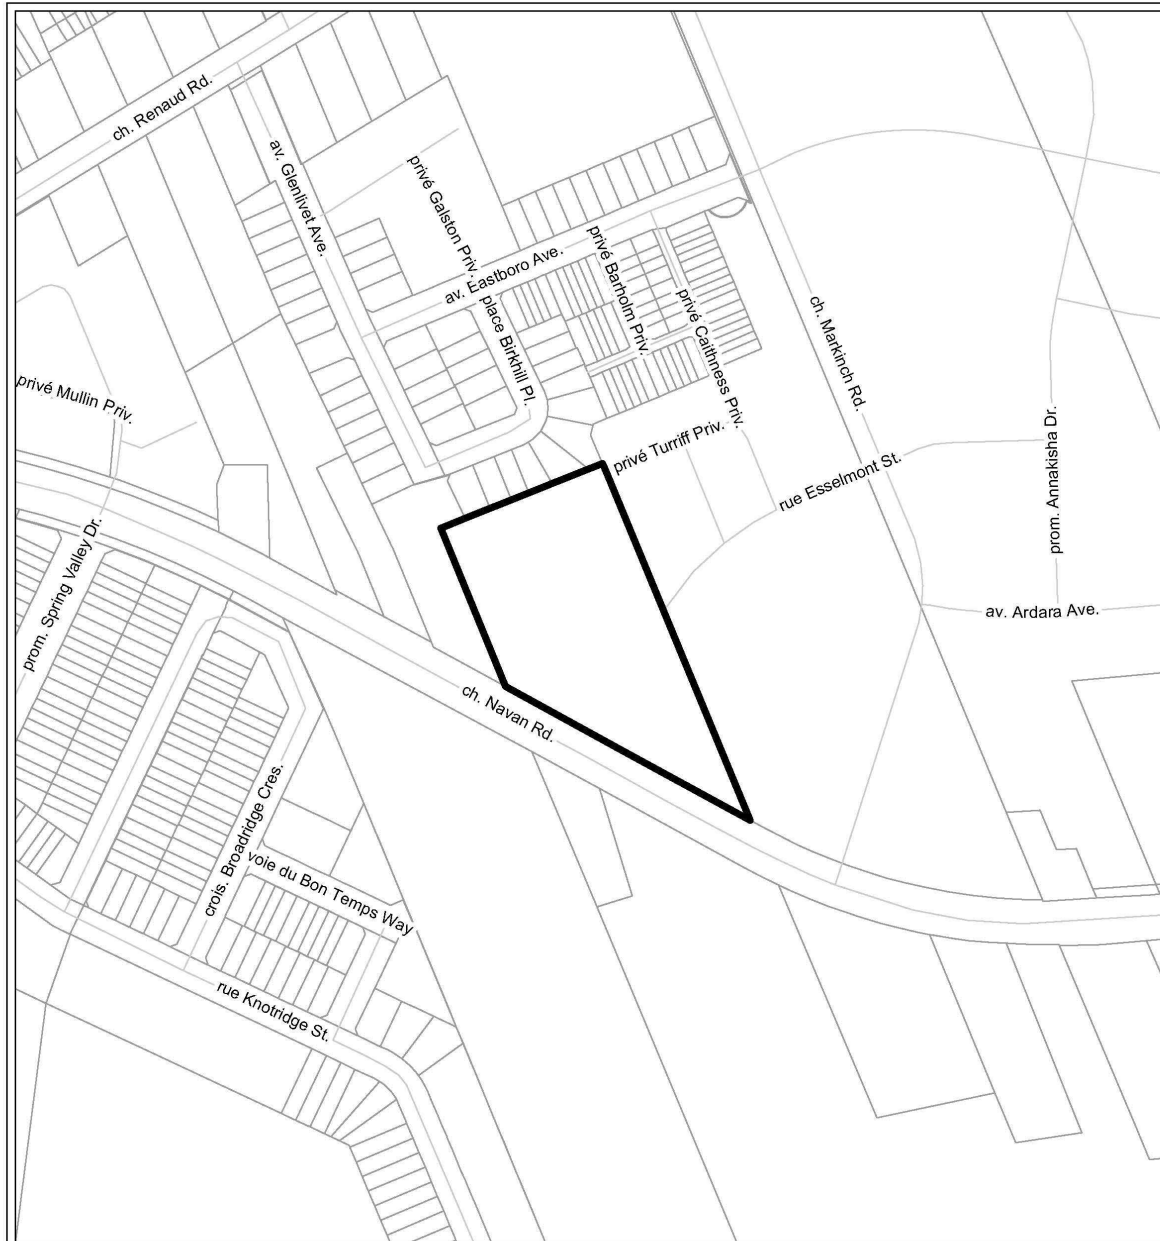 ch. Renaud Rd.
av. Glenlivet Ave.
privé Galston Priv.
av. Eastboro Ave.
privé Barholm Priv.
place Birkhill Pl.
privé Caithness Priv.
ch. Markinch Rd.
privé Mullin Priv.
privé Turriff Priv.
rue Esselmont St.
prom. Annakisha Dr.
prom. Spring Valley Dr.
av. Ardara Ave.
ch. Navan Rd.
crois. Broadridge Cres.
voie du Bon Temps Way
rue Knotridge St.